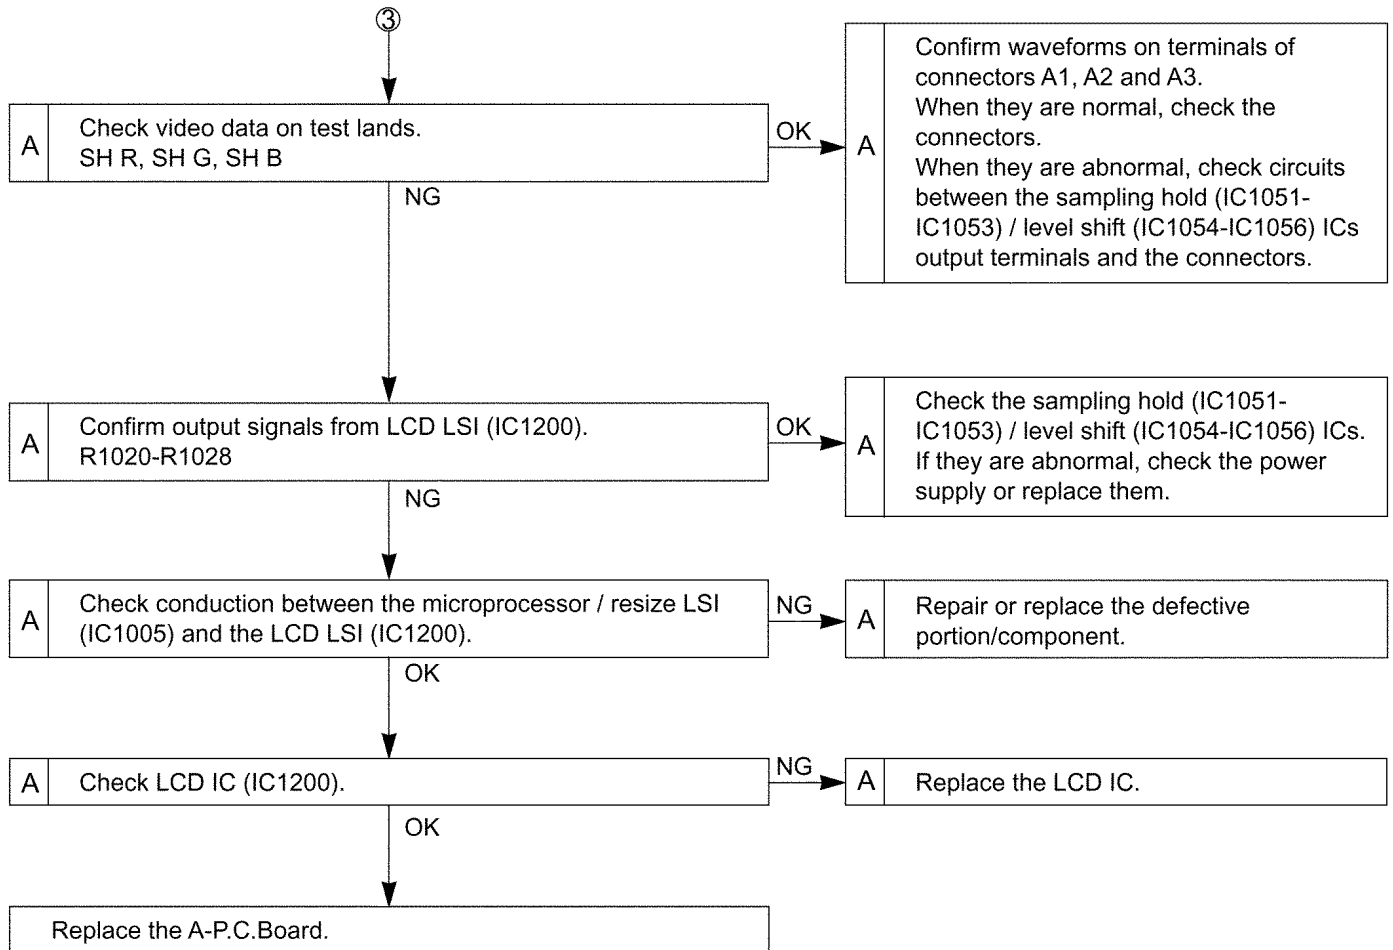 ③
A
Check video data on test lands.
SH R, SH G, SH B
OK
NG
A
Confirm waveforms on terminals of
connectors A1, A2 and A3.
When they are normal, check the
connectors.
When they are abnormal, check circuits
between the sampling hold (IC1051-
IC1053) / level shift (IC1054-IC1056) ICs
output terminals and the connectors.
A
Confirm output signals from LCD LSI (IC1200).
R1020-R1028
OK
NG
A
Check the sampling hold (IC1051-
IC1053) / level shift (IC1054-IC1056) ICs.
If they are abnormal, check the power
supply or replace them.
A
Check conduction between the microprocessor / resize LSI
(IC1005) and the LCD LSI (IC1200).
NG
OK
A
Repair or replace the defective
portion/component.
A
Check LCD IC (IC1200).
NG
OK
A
Replace the LCD IC.
Replace the A-P.C.Board.